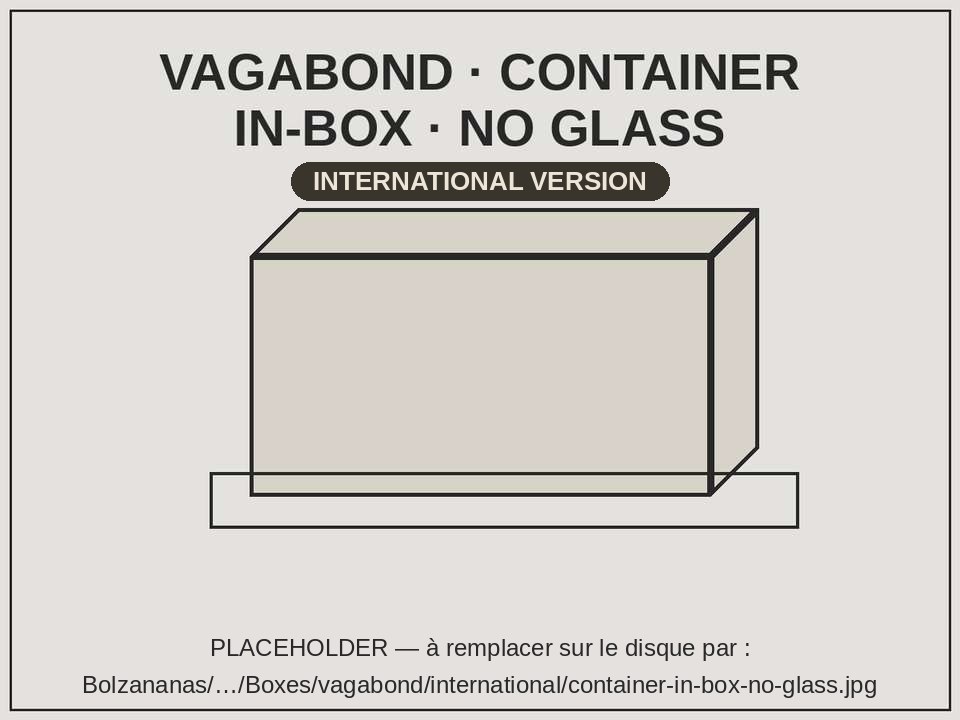 VAGABOND · CONTAINER
IN-BOX · NO GLASS
INTERNATIONAL VERSION
PLACEHOLDER — à remplacer sur le disque par :
Bolzananas/…/Boxes/vagabond/international/container-in-box-no-glass.jpg